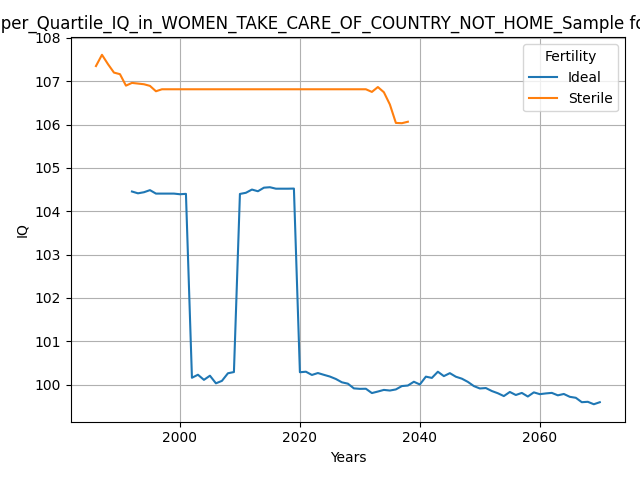 per_Quartile_IQ_in_WOMEN_TAKE_CARE_OF_COUNTRY_NOT_HOME_Sample fo
108
107
106
105
104
103
102
101
100
IQ
Fertility
Ideal
Sterile
2000 2020 2040 2060
Years